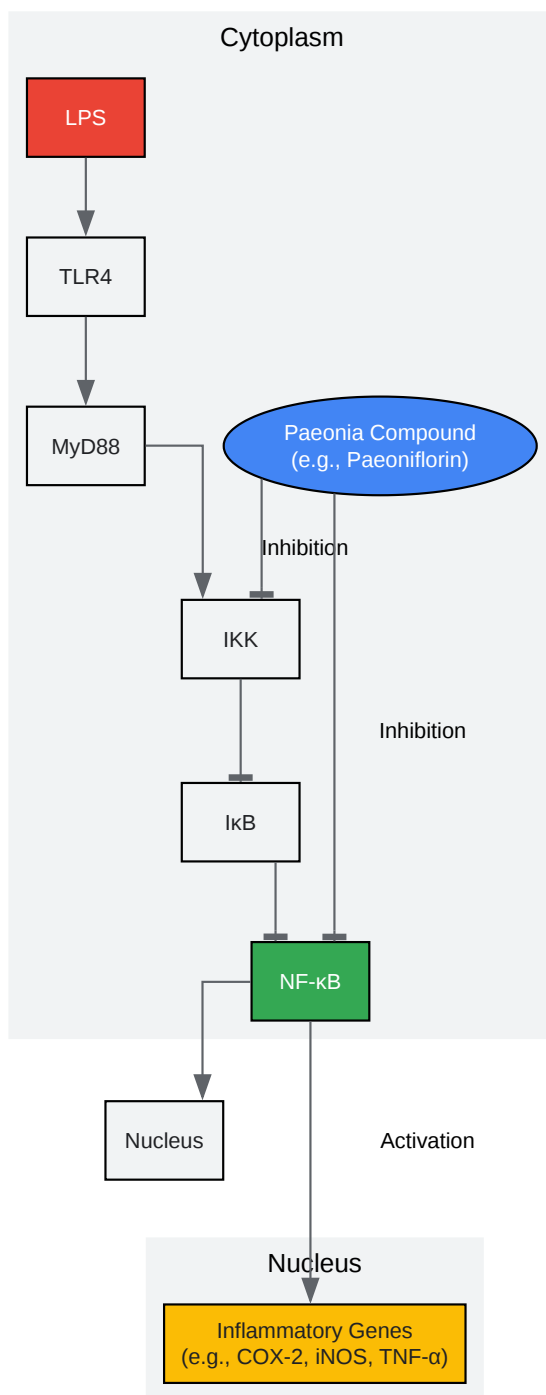 Cytoplasm
LPS
TLR4
MyD88
Paeonia Compound
(e.g., Paeoniflorin)
Inhibition
IKK
Inhibition
IκB
NF-κB
Nucleus
Activation
Nucleus
Inflammatory Genes
(e.g., COX-2, iNOS, TNF-α)